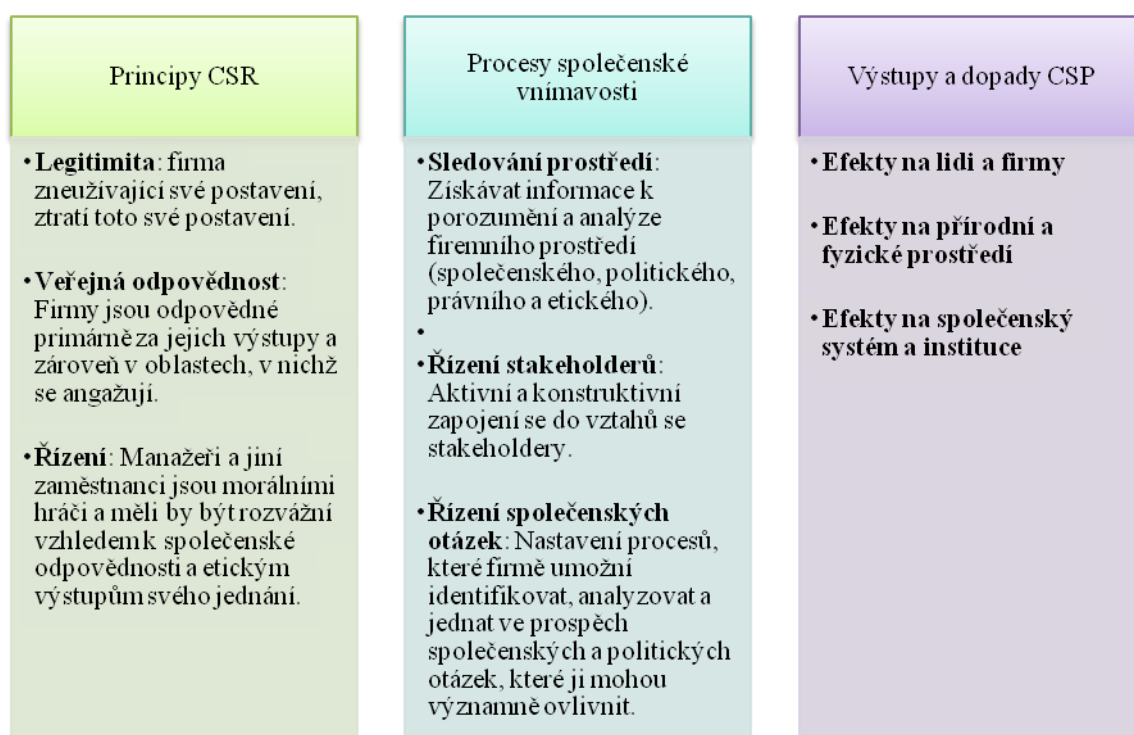 Principy CSR
• Legitimita: firma
zneužívající své postavení,
ztratí toto své postavení.
• Veřejná odpovědnost:
Firmy jsou odpovědné
primárně za jejich výstupy a
zároveň v oblastech, v nichž
se angažují.
• Řízení: Manažeři a jiní
zaměstnanci jsou morálními
hráči a měli by být rozvážní
vzhledem k společenské
odpovědnosti a etickým
výstupům svého jednání.
Procesy společenské
vnímavosti
• Sledování prostředí:
Získávat informace k
porozumění a analýze
firemního prostředí
(společenského, politického,
právního a etického).
•
• Řízení stakeholderů:
Aktivní a konstruktivní
zapojení se do vztahů se
stakeholdery.
• Řízení společenských
otázek: Nastavení procesů,
které firmě umožní
identifikovat, analyzovat a
jednat ve prospěch
společenských a politických
otázek, které ji mohou
významně ovlivnit.
Výstupy a dopady CSP
• Efekty na lidi a firmy
• Efekty na přírodní a
fyzické prostředí
• Efekty na společenský
systém a instituce